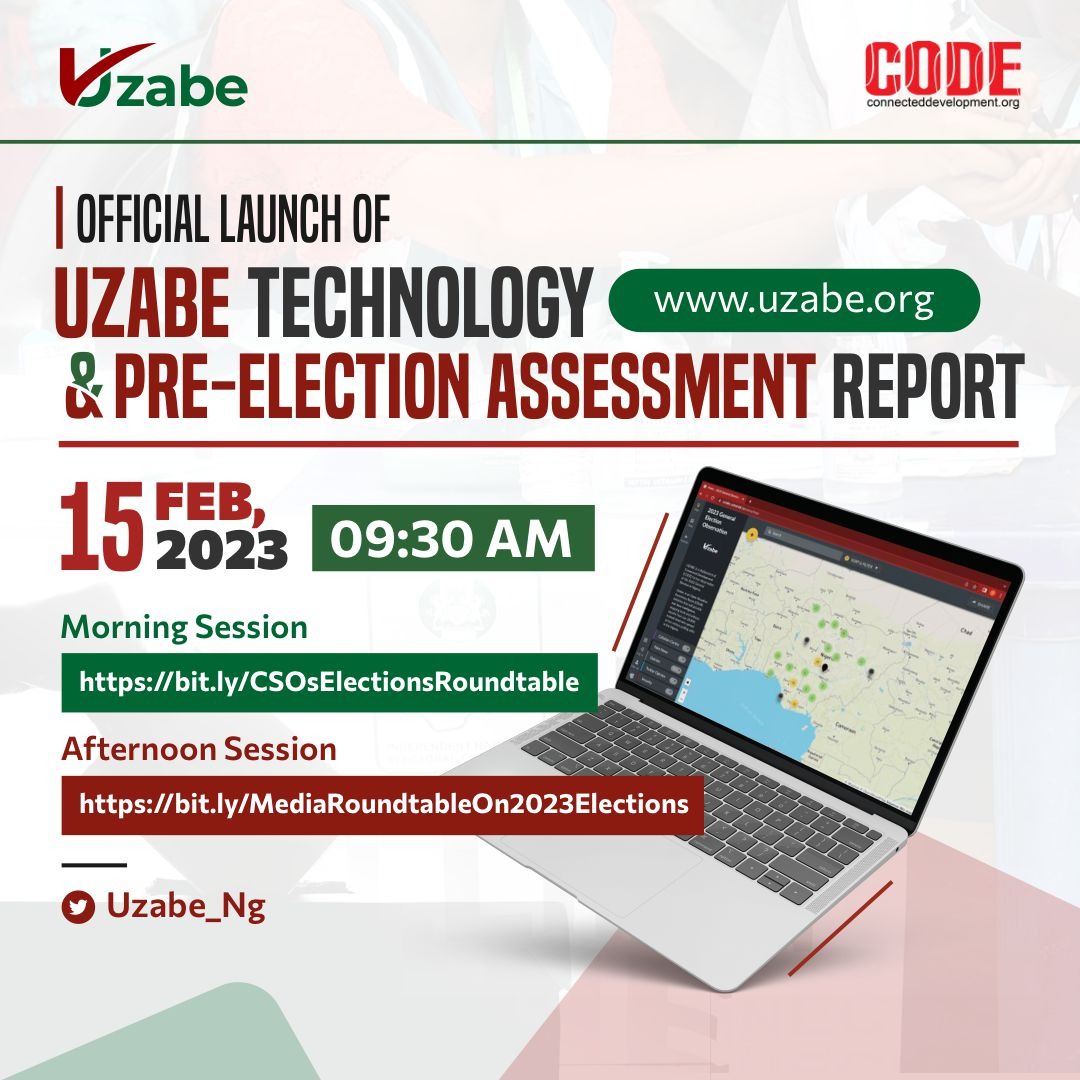 Uzabe
CODE
connecteddevelopment.org
OFFICIAL LAUNCH OF
UZABE TECHNOLOGY
www.uzabe.org
& PRE-ELECTION ASSESSMENT REPORT
15 FEB, 2023
09:30 AM
Morning Session
https://bit.ly/CSOsElectionsRoundtable
Afternoon Session
https://bit.ly/MediaRoundtableOn2023Elections
Uzabe_Ng
2023 General
Election
Observation
Uzabe
Chad
Cameroon